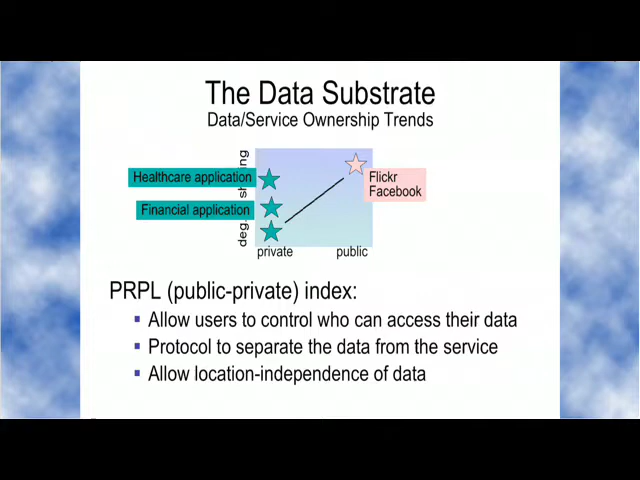 The Data Substrate
Data/Service Ownership Trends
Healthcare application
Flickr
Facebook
Financial application
private
public
PRPL (public-private) index:
Allow users to control who can access their data
Protocol to separate the data from the service
Allow location-independence of data